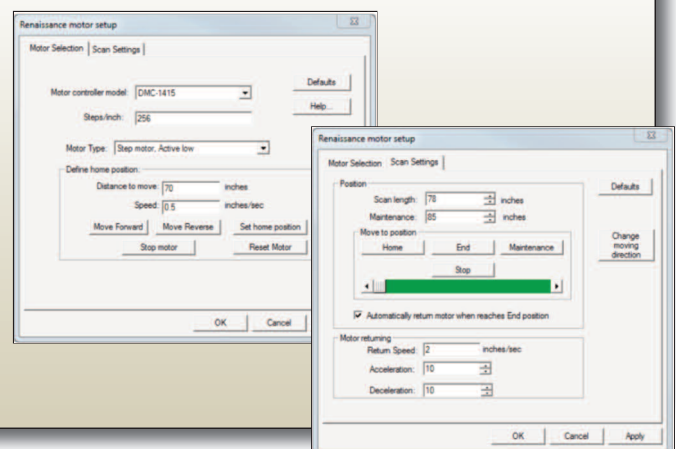 Renaissance motor setup
Motor Selection Scan Settings
Motor controller model: DMC-1415
Defaults
Steps/inch: 256
Help...
Motor Type: Step motor, Active low
Define home position.
Distance to move: 70 inches
Speed: 0.5 inches/sec
Move Forward Move Reverse Set home position
Stop motor Reset Motor
OK Cancel
Renaissance motor setup
Motor Selection Scan Settings
Position
Scan length: 78 inches
Defaults
Maintenance: 85 inches
Move to position
Home End Maintenance
Change
moving
direction
Stop
Automatically return motor when reaches End position
Motor returning
Return Speed: 2 inches/sec
Acceleration: 10
Deceleration: 10
OK Cancel Apply